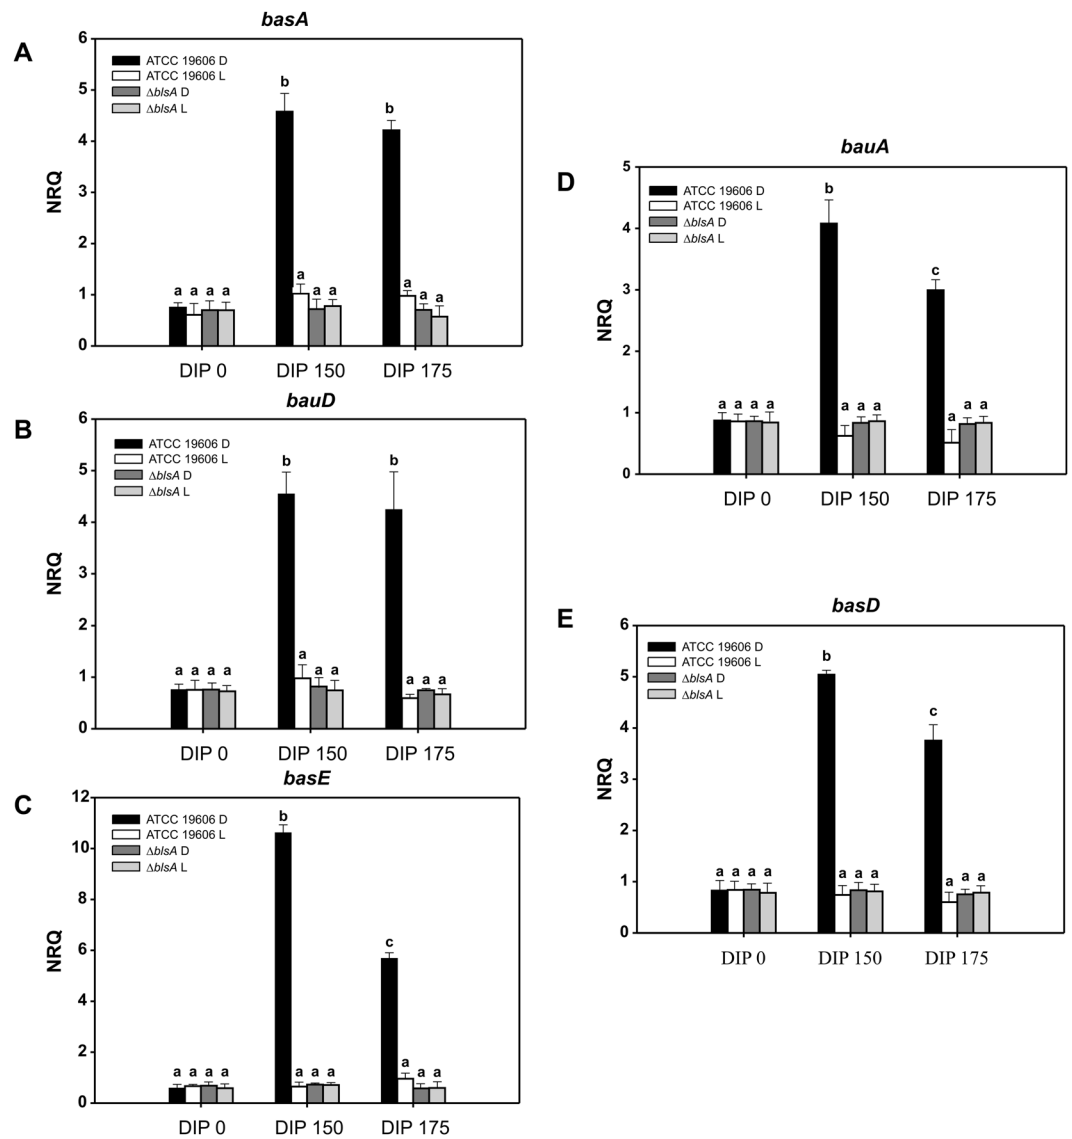 A
basA
6
5
4
3
2
1
0
NRQ
ATCC 19606 D
ATCC 19606 L
ΔblsA D
ΔblsA L
a a a a
b
a
a a
b
a
a
a
DIP 0 DIP 150 DIP 175
B
bauD
6
5
4
3
2
1
0
NRQ
ATCC 19606 D
ATCC 19606 L
ΔblsA D
ΔblsA L
a a a a
b
a
a a
b
a a a
DIP 0 DIP 150 DIP 175
C
basE
12
10
8
6
4
2
0
NRQ
ATCC 19606 D
ATCC 19606 L
ΔblsA D
ΔblsA L
a a a a
b
a a a
c
a
a a
DIP 0 DIP 150 DIP 175
D
bauA
5
4
3
2
1
0
NRQ
ATCC 19606 D
ATCC 19606 L
ΔblsA D
ΔblsA L
a a a a
b
a a a
c
a a a
DIP 0 DIP 150 DIP 175
E
basD
6
5
4
3
2
1
0
NRQ
ATCC 19606 D
ATCC 19606 L
ΔblsA D
ΔblsA L
a a a a
b
a a a
c
a a a
DIP 0 DIP 150 DIP 175